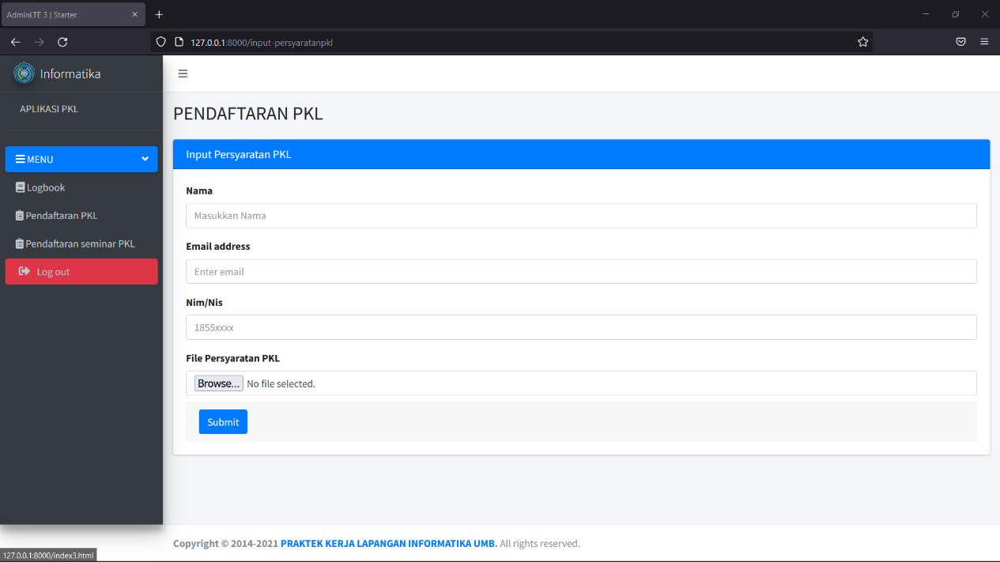 AdminLTE 3 | Starter
127.0.0.1:8000/input-persyaratanpkl
Informatika
APLIKASI PKL
MENU
Logbook
Pendaftaran PKL
Pendaftaran seminar PKL
Log out
PENDAFTARAN PKL
Input Persyaratan PKL
Nama
Masukkan Nama
Email address
Enter email
Nim/Nis
1855xxxx
File Persyaratan PKL
Browse... No file selected.
Submit
Copyright © 2014-2021 PRAKTEK KERJA LAPANGAN INFORMATIKA UMB. All rights reserved.
127.0.0.1:8000/index3.html